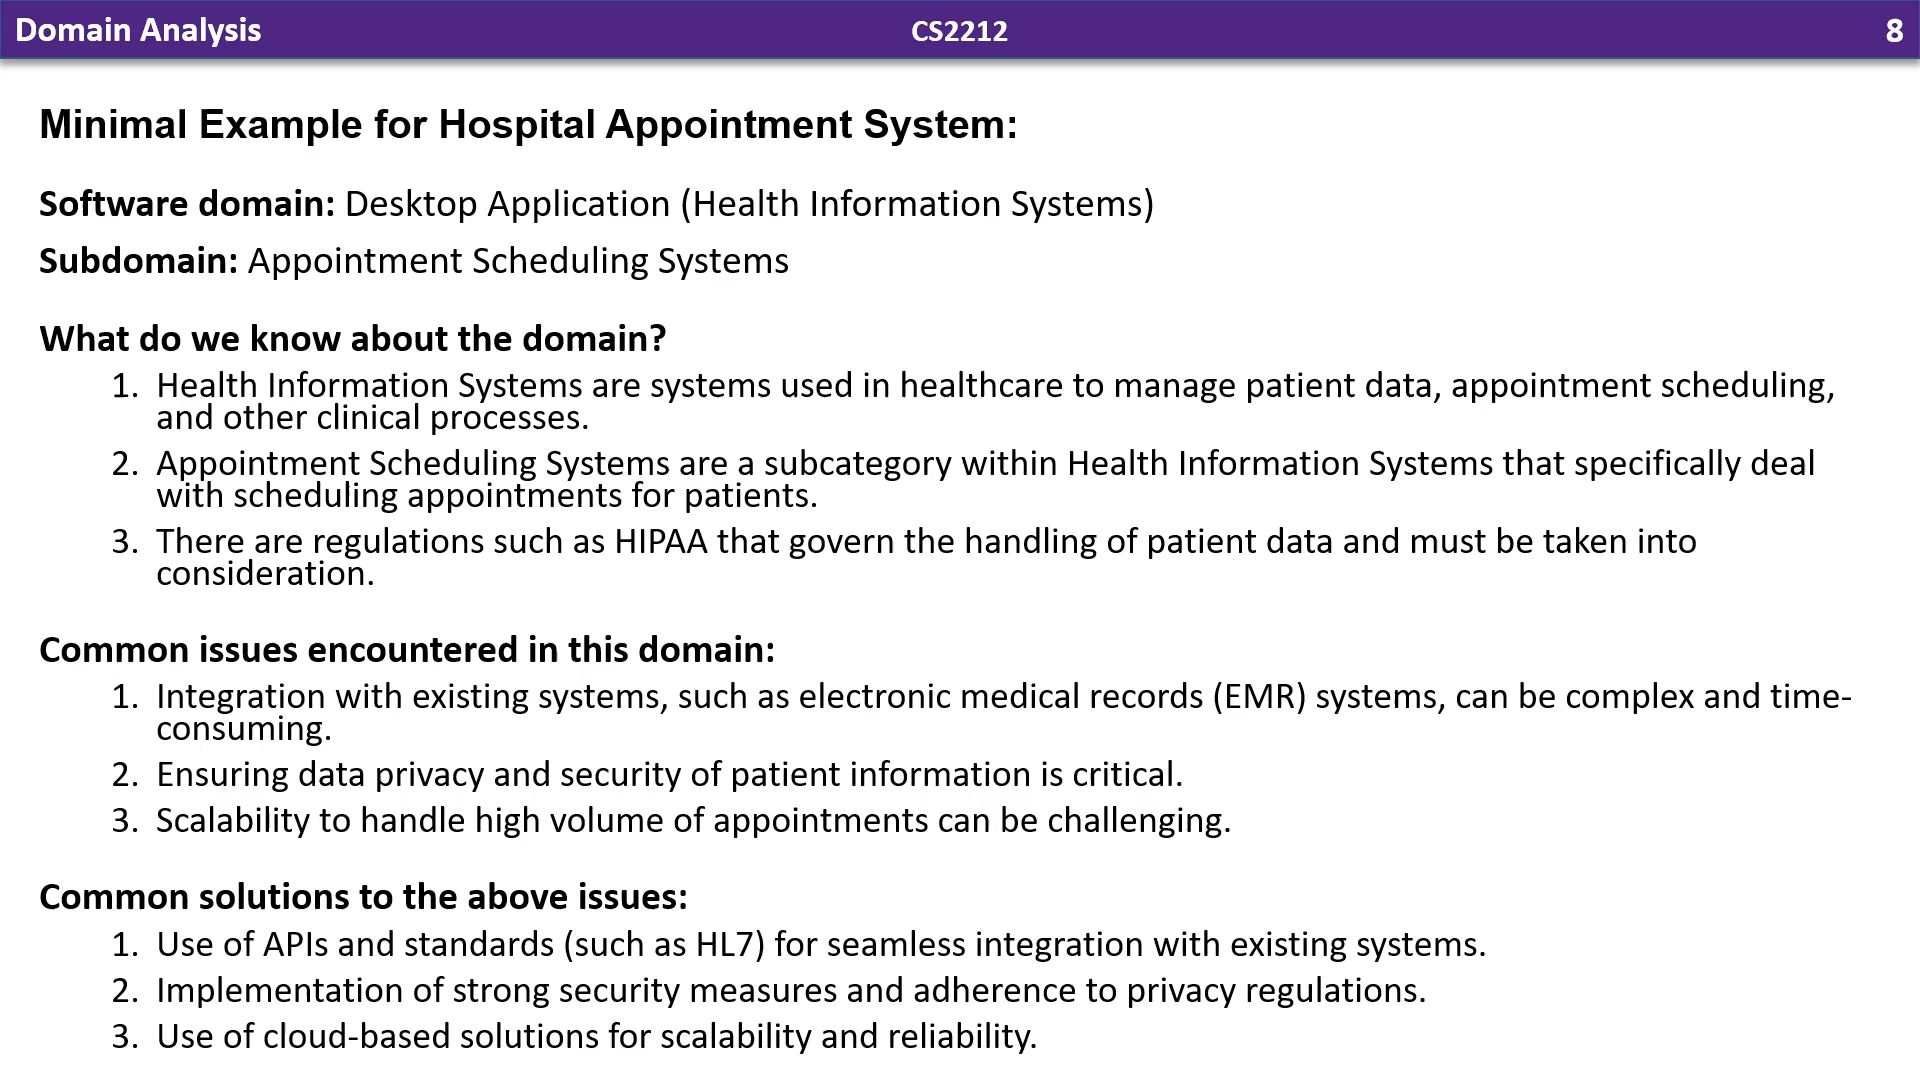 Domain Analysis
CS2212
8
Minimal Example for Hospital Appointment System:
Software domain: Desktop Application (Health Information Systems)
Subdomain: Appointment Scheduling Systems
What do we know about the domain?
1. Health Information Systems are systems used in healthcare to manage patient data, appointment scheduling,
and other clinical processes.
2. Appointment Scheduling Systems are a subcategory within Health Information Systems that specifically deal
with scheduling appointments for patients.
3. There are regulations such as HIPAA that govern the handling of patient data and must be taken into
consideration.
Common issues encountered in this domain:
1. Integration with existing systems, such as electronic medical records (EMR) systems, can be complex and time-
consuming.
2. Ensuring data privacy and security of patient information is critical.
3. Scalability to handle high volume of appointments can be challenging.
Common solutions to the above issues:
1. Use of APIs and standards (such as HL7) for seamless integration with existing systems.
2. Implementation of strong security measures and adherence to privacy regulations.
3. Use of cloud-based solutions for scalability and reliability.